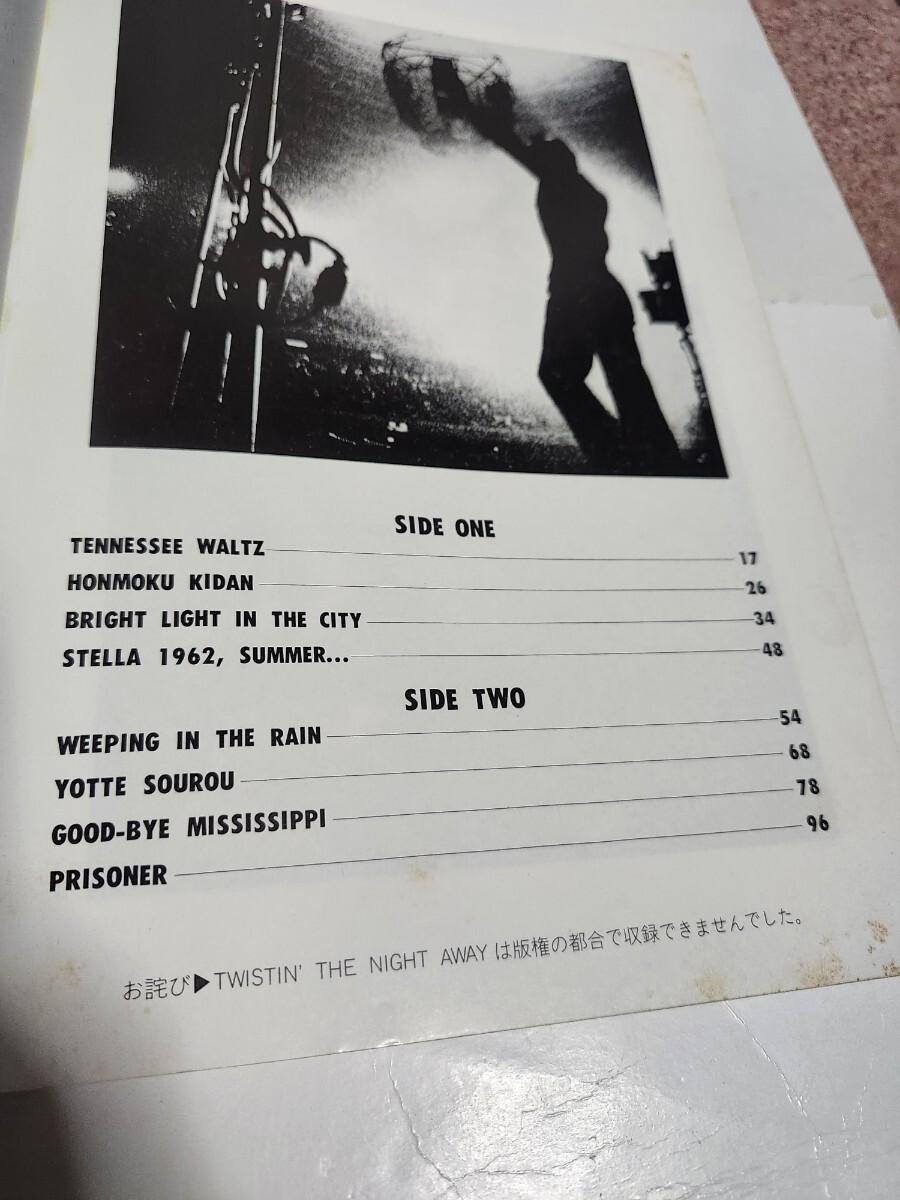 SIDE ONE
TENNESSEE WALTZ 17
HONMOKU KIDAN 26
BRIGHT LIGHT IN THE CITY 34
STELLA 1962, SUMMER... 48
SIDE TWO
WEEPING IN THE RAIN 54
YOTTE SOUROU 68
GOOD-BYE MISSISSIPPI 78
PRISONER 96
お詫び▶TWISTIN' THE NIGHT AWAY は版権の都合で収録できませんでした。